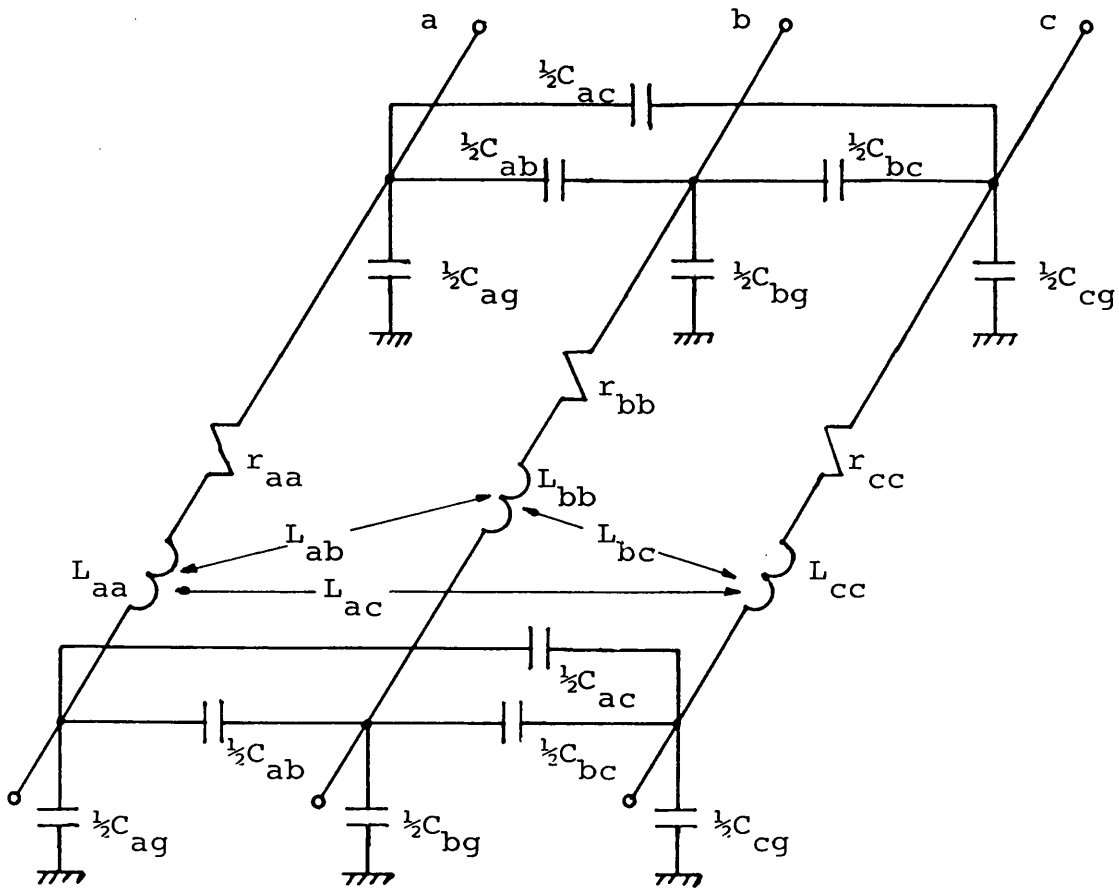 a b c
½C_ac
½C_ab ½C_bc
½C_ag ½C_bg ½C_cg
r_aa r_bb r_cc
L_aa L_bb L_cc
L_ab L_bc
L_ac
½C_ac
½C_ab ½C_bc
½C_ag ½C_bg ½C_cg